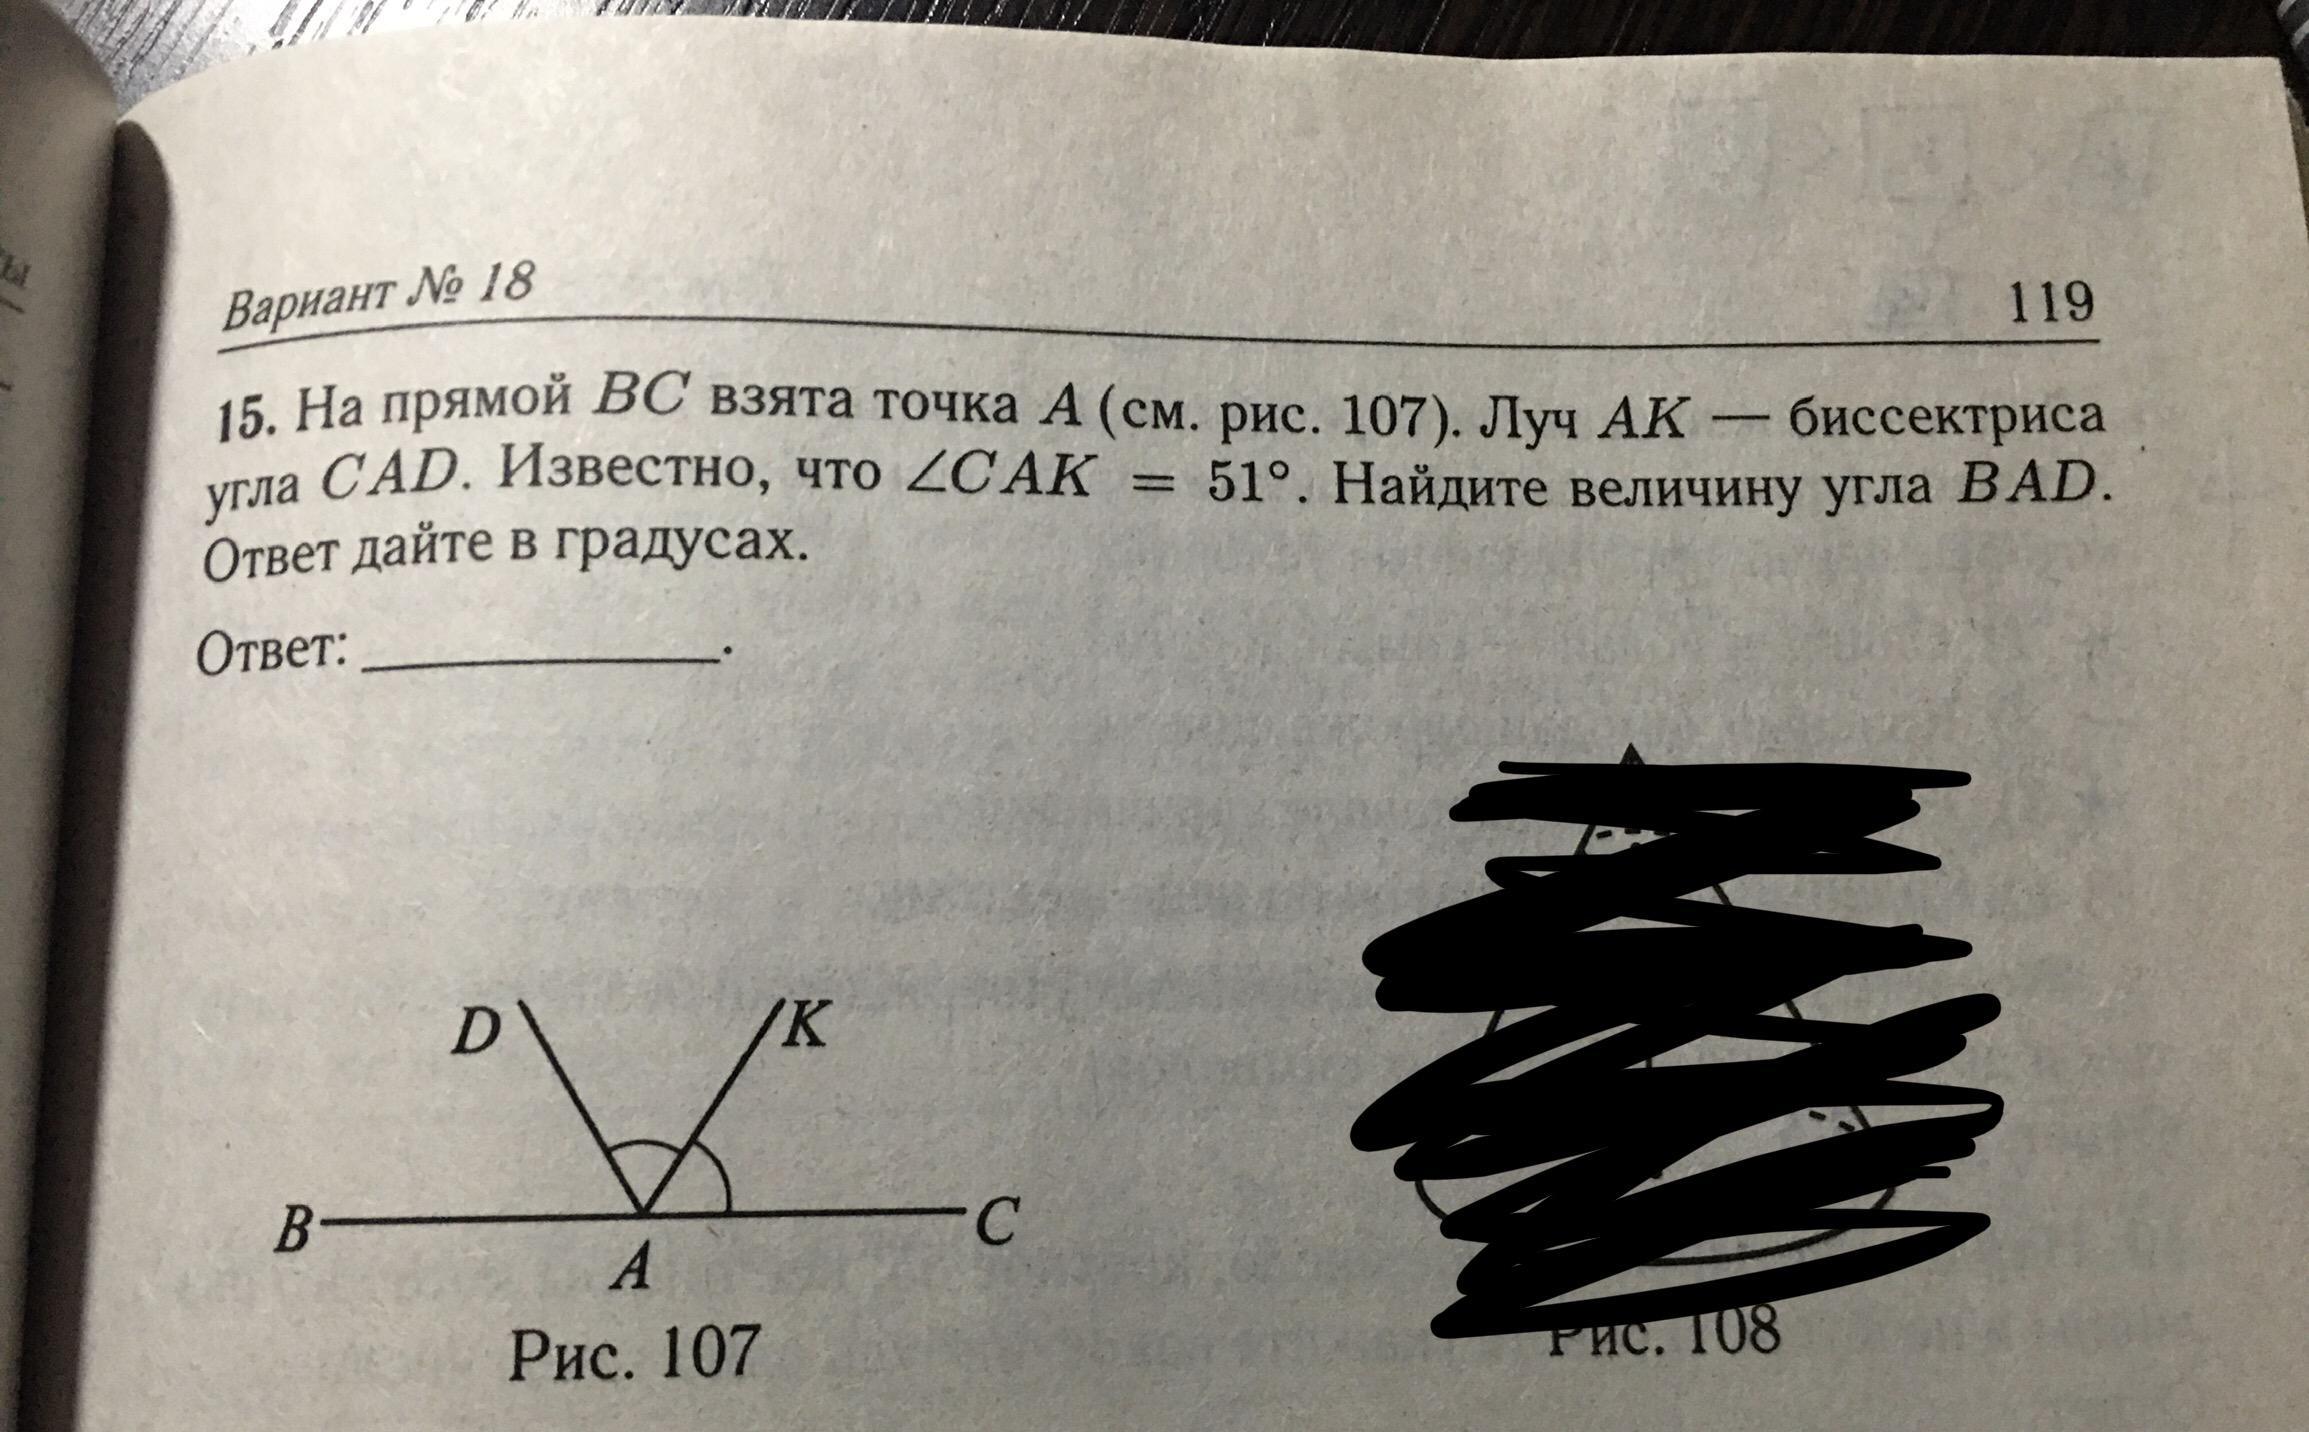 Вариант № 18
119
15. На прямой BC взята точка A (см. рис. 107). Луч AK — биссектриса
угла CAD. Известно, что ∠CAK = 51°. Найдите величину угла BAD.
Ответ дайте в градусах.
Ответ: ____________.
D
K
B
C
A
Рис. 107
Рис. 108